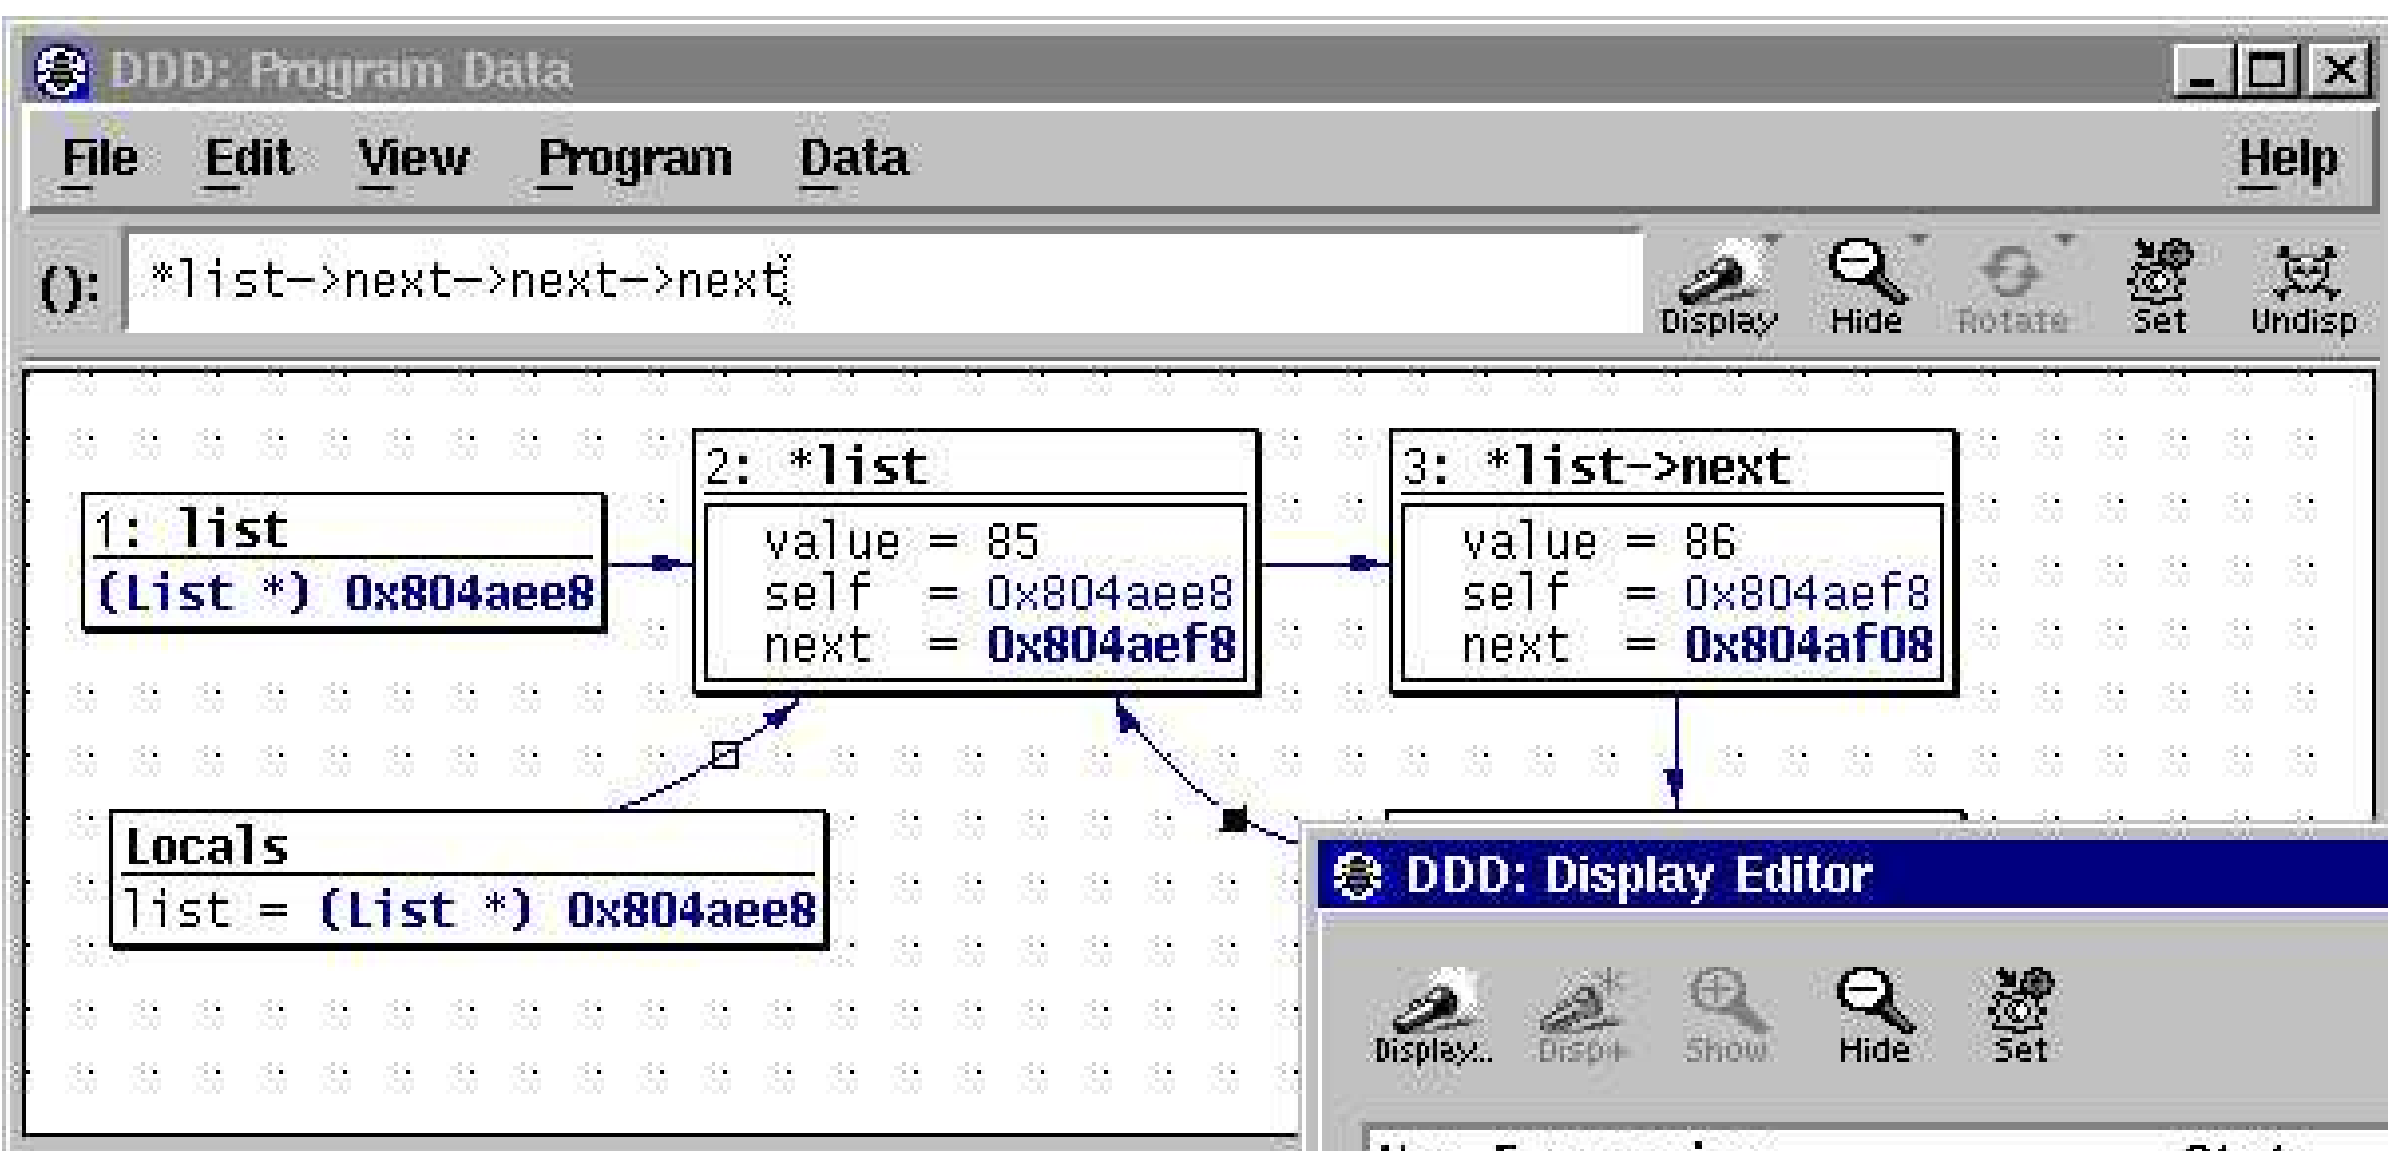 DDD: Program Data
File Edit View Program Data Help
(): *list->next->next->next
Display Hide Rotate Set Undisp
1: list
(List *) 0x804aee8
2: *list
value = 85
self = 0x804aee8
next = 0x804aef8
3: *list->next
value = 86
self = 0x804aef8
next = 0x804af08
Locals
list = (List *) 0x804aee8
DDD: Display Editor
Display.. Disp* Show Hide Set